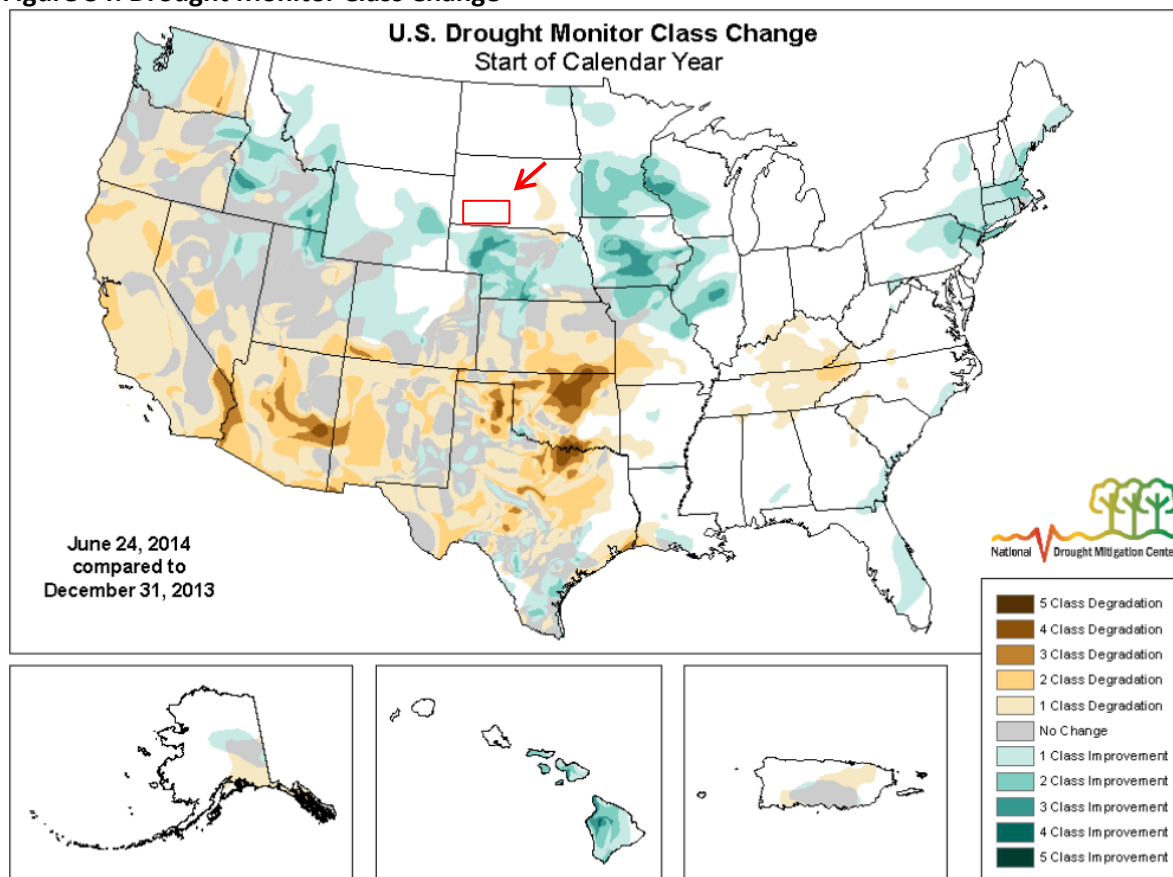 U.S. Drought Monitor Class Change
Start of Calendar Year
June 24, 2014
compared to
December 31, 2013
National Drought Mitigation Center
5 Class Degradation
4 Class Degradation
3 Class Degradation
2 Class Degradation
1 Class Degradation
No Change
1 Class Improvement
2 Class Improvement
3 Class Improvement
4 Class Improvement
5 Class Improvement